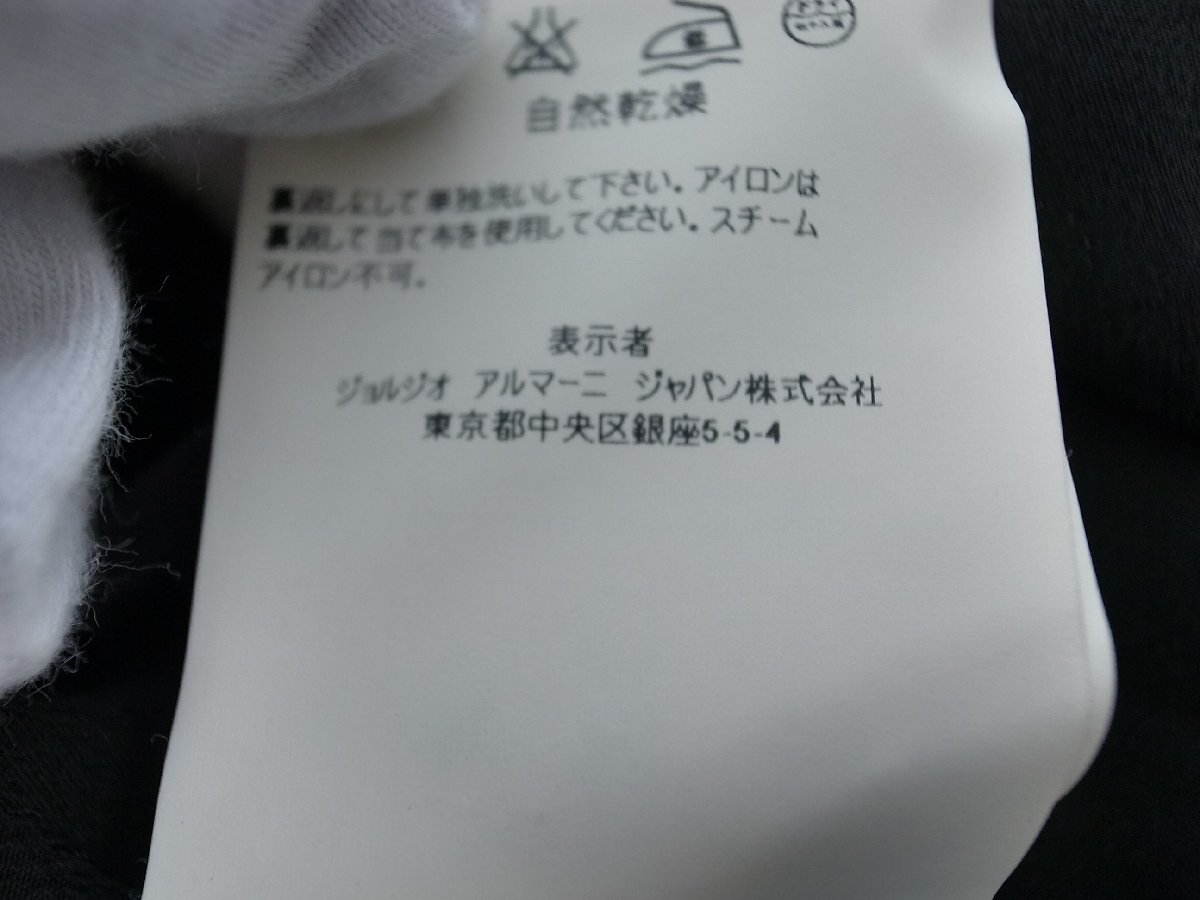 ドライ
自然乾燥
裏返しにして単独洗いして下さい。アイロンは
裏返して当て布を使用してください。スチーム
アイロン不可。
表示者
ジョルジオ アルマーニ ジャパン株式会社
東京都中央区銀座5-5-4